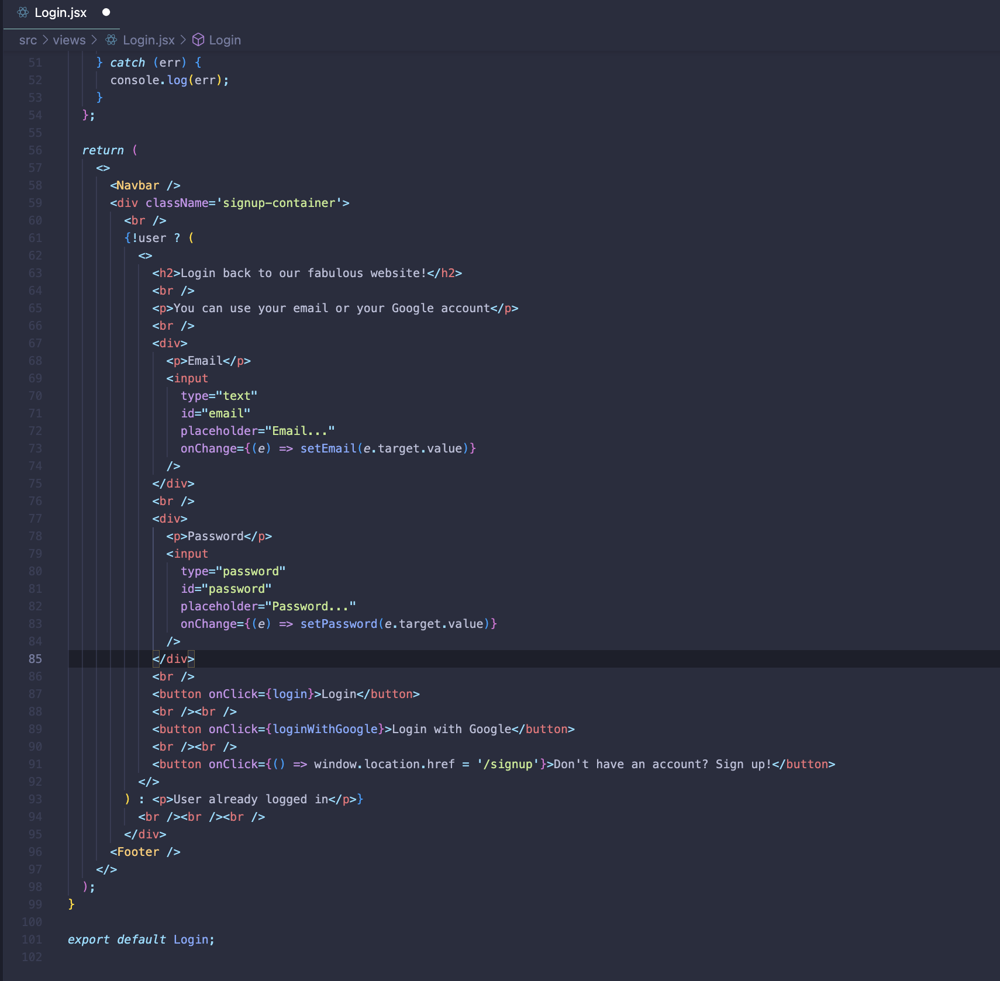 Login.jsx
src > views > Login.jsx > Login
51 } catch (err) {
52 console.log(err);
53 }
54 };
55
56 return (
57 <>
58 <Navbar />
59 <div className='signup-container'>
60 <br />
61 {!user ? (
62 <>
63 <h2>Login back to our fabulous website!</h2>
64 <br />
65 <p>You can use your email or your Google account</p>
66 <br />
67 <div>
68 <p>Email</p>
69 <input
70 type="text"
71 id="email"
72 placeholder="Email..."
73 onChange={(e) => setEmail(e.target.value)}
74 />
75 </div>
76 <br />
77 <div>
78 <p>Password</p>
79 <input
80 type="password"
81 id="password"
82 placeholder="Password..."
83 onChange={(e) => setPassword(e.target.value)}
84 />
85 </div>
86 <br />
87 <button onClick={login}>Login</button>
88 <br /><br />
89 <button onClick={loginWithGoogle}>Login with Google</button>
90 <br /><br />
91 <button onClick={() => window.location.href = '/signup'}>Don't have an account? Sign up!</button>
92 </>
93 ) : <p>User already logged in</p>}
94 <br /><br /><br />
95 </div>
96 <Footer />
97 </>
98 );
99 }
100
101 export default Login;
102